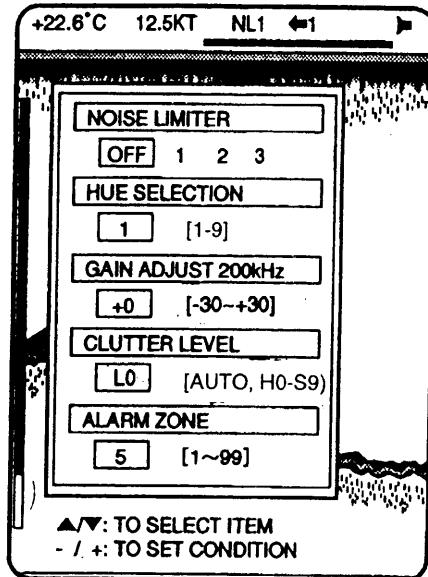 +22.6°C 12.5KT NL1 ←1
NOISE LIMITER
OFF 1 2 3
HUE SELECTION
1 [1-9]
GAIN ADJUST 200kHz
+0 [-30~+30]
CLUTTER LEVEL
L0 [AUTO, H0-S9)
ALARM ZONE
5 [1~99]
▲/▼: TO SELECT ITEM
- / +: TO SET CONDITION